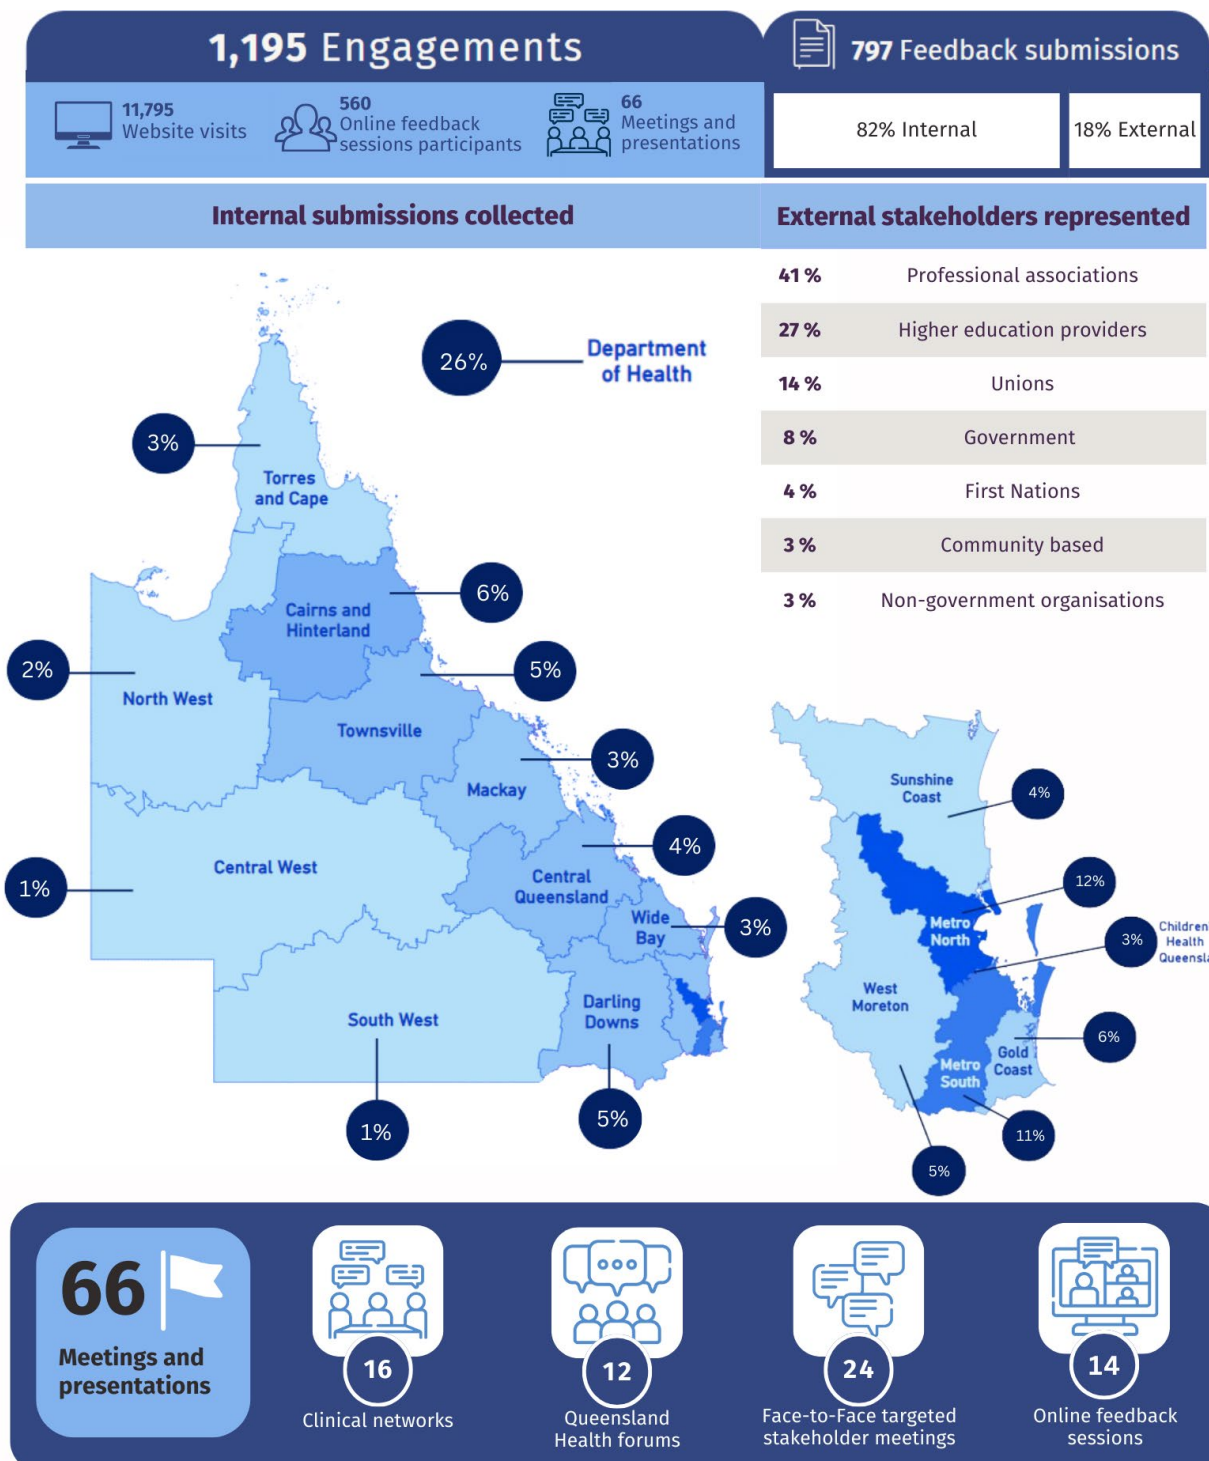 1,195 Engagements
11,795
Website visits
560
Online feedback
sessions participants
66
Meetings and
presentations
797 Feedback submissions
82% Internal
18% External
Internal submissions collected
External stakeholders represented
41 % Professional associations
27 % Higher education providers
14 % Unions
8 % Government
4 % First Nations
3 % Community based
3 % Non-government organisations
26%
Department
of Health
3%
Torres
and Cape
6%
Cairns and
Hinterland
2%
North West
5%
Townsville
3%
Mackay
4%
Central
Queensland
1%
Central West
3%
Wide
Bay
South West
1%
Darling
Downs
5%
Sunshine
Coast
4%
12%
Metro
North
3%
Children
Health
West
Moreton
5%
6%
Gold
Coast
Metro
South
11%
66
Meetings and
presentations
16
Clinical networks
12
Queensland
Health forums
24
Face-to-Face targeted
stakeholder meetings
14
Online feedback
sessions